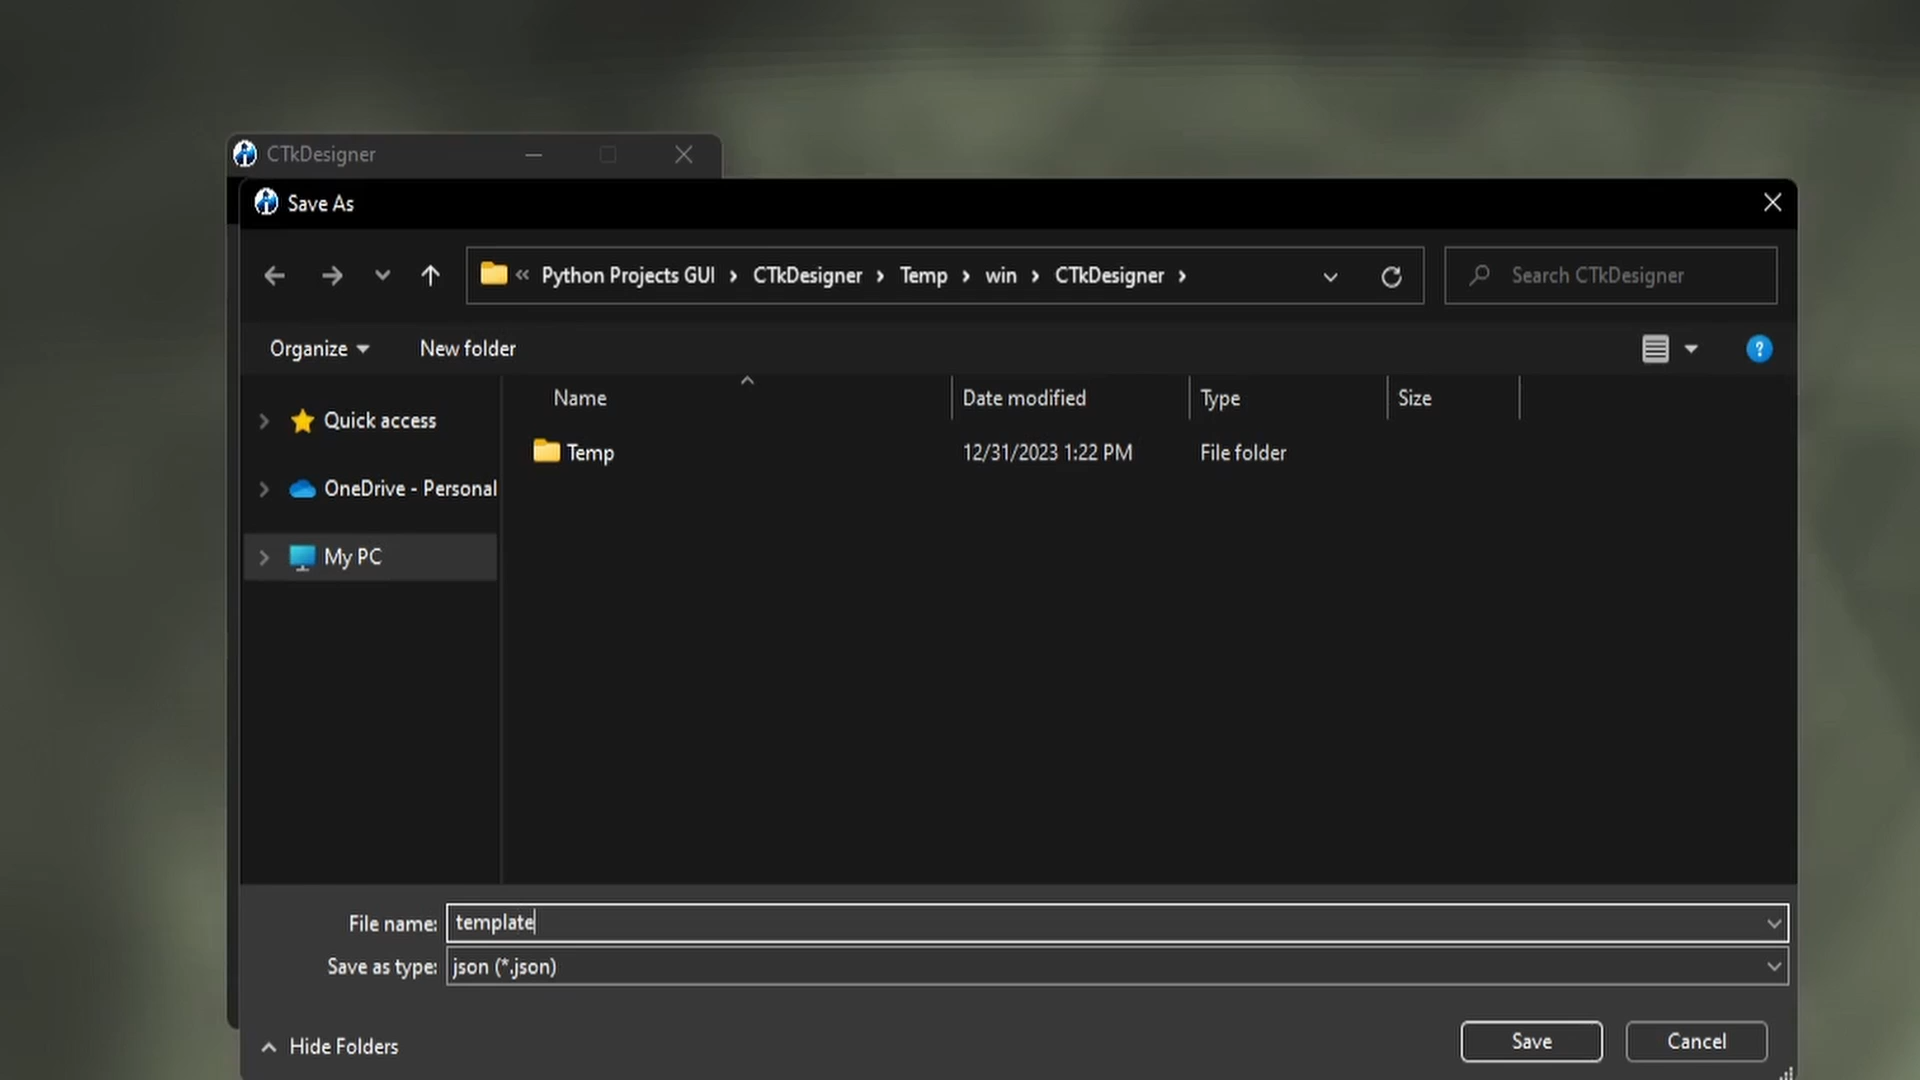 CTkDesigner
Save As
« Python Projects GUI › CTkDesigner › Temp › win › CTkDesigner ›
Search CTkDesigner
Organize
New folder
?
Name
Date modified
Type
Size
Quick access
OneDrive - Personal
My PC
Temp
12/31/2023 1:22 PM
File folder
File name: template
Save as type: json (*.json)
Hide Folders
Save
Cancel